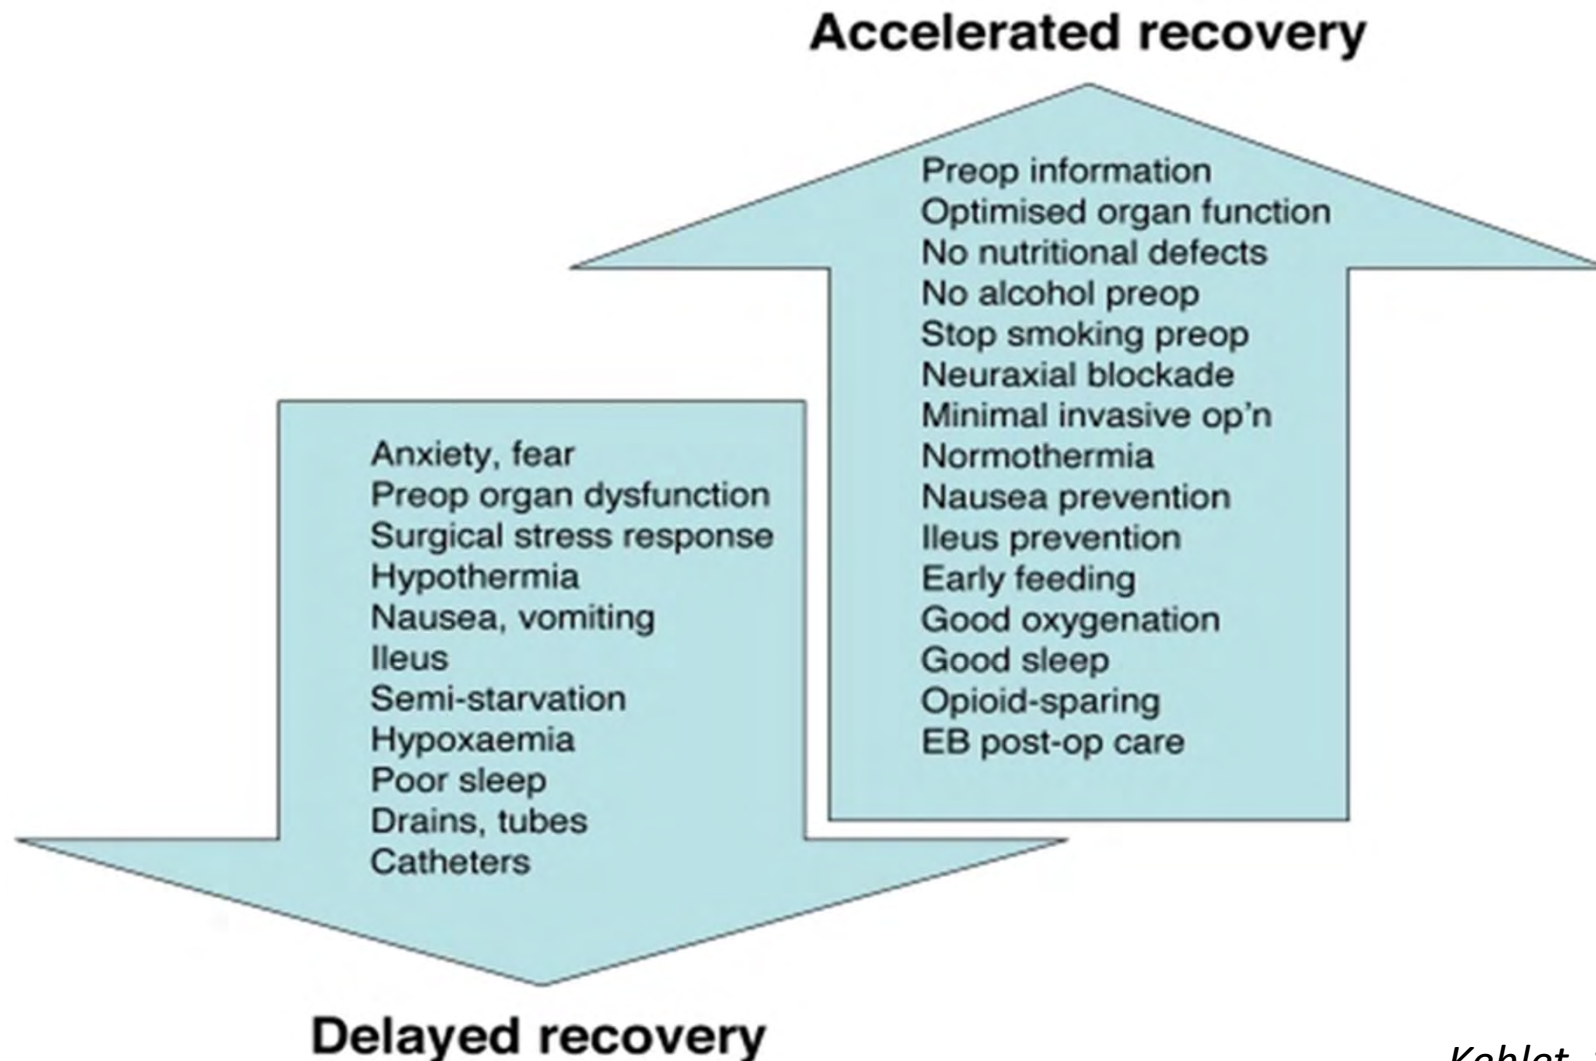 Accelerated recovery
Preop information
Optimised organ function
No nutritional defects
No alcohol preop
Stop smoking preop
Neuraxial blockade
Minimal invasive op’n
Normothermia
Nausea prevention
Ileus prevention
Early feeding
Good oxygenation
Good sleep
Opioid-sparing
EB post-op care
Anxiety, fear
Preop organ dysfunction
Surgical stress response
Hypothermia
Nausea, vomiting
Ileus
Semi-starvation
Hypoxaemia
Poor sleep
Drains, tubes
Catheters
Delayed recovery